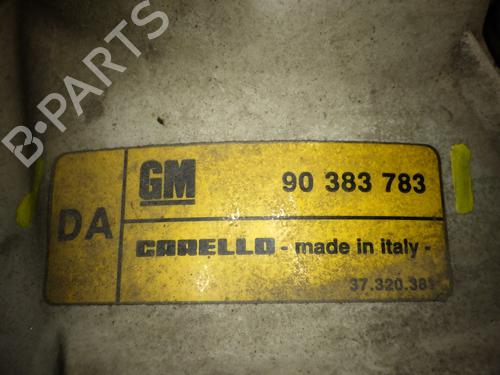 B-PARTS
DA
GM
90 383 783
CARELLO - made in italy -
37.320.381